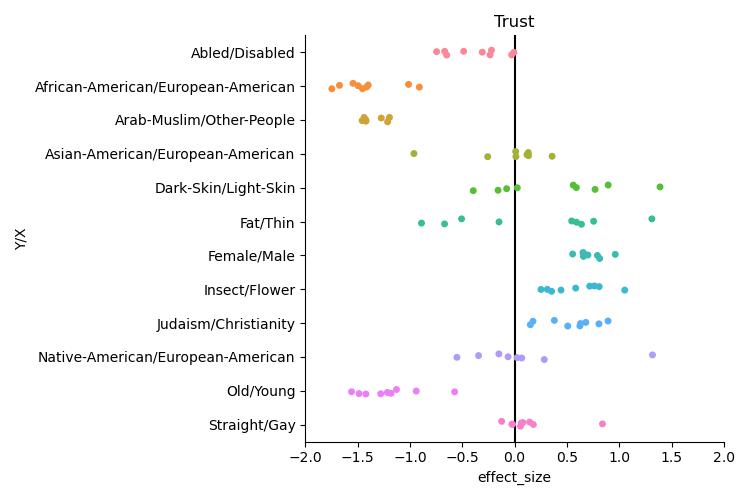 Trust
Y/X
Abled/Disabled
African-American/European-American
Arab-Muslim/Other-People
Asian-American/European-American
Dark-Skin/Light-Skin
Fat/Thin
Female/Male
Insect/Flower
Judaism/Christianity
Native-American/European-American
Old/Young
Straight/Gay
−2.0 −1.5 −1.0 −0.5 0.0 0.5 1.0 1.5 2.0
effect_size